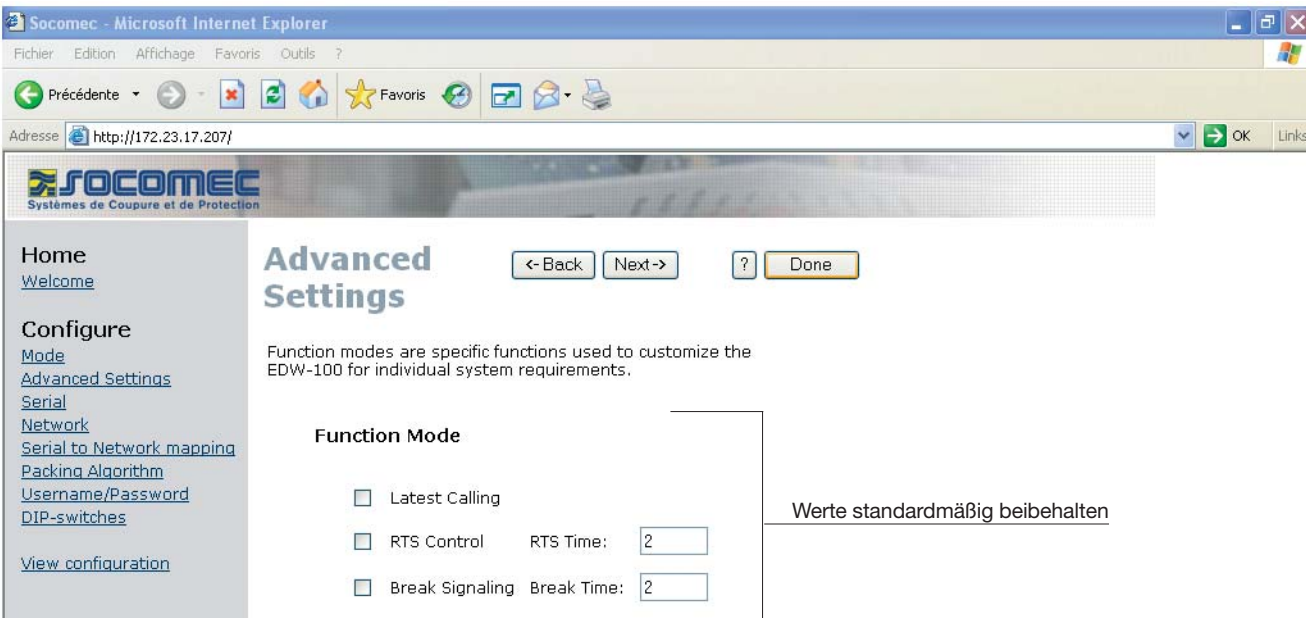 Socomec - Microsoft Internet Explorer
Fichier Edition Affichage Favoris Outils ?
Précédente Favoris
Adresse http://172.23.17.207/ OK Links
SOCOMEC
Systèmes de Coupure et de Protection
Home
Welcome
Configure
Mode
Advanced Settings
Serial
Network
Serial to Network mapping
Packing Algorithm
Username/Password
DIP-switches
View configuration
Advanced
Settings
<-Back Next-> ? Done
Function modes are specific functions used to customize the
EDW-100 for individual system requirements.
Function Mode
Latest Calling
RTS Control RTS Time: 2
Break Signaling Break Time: 2
Werte standardmäßig beibehalten